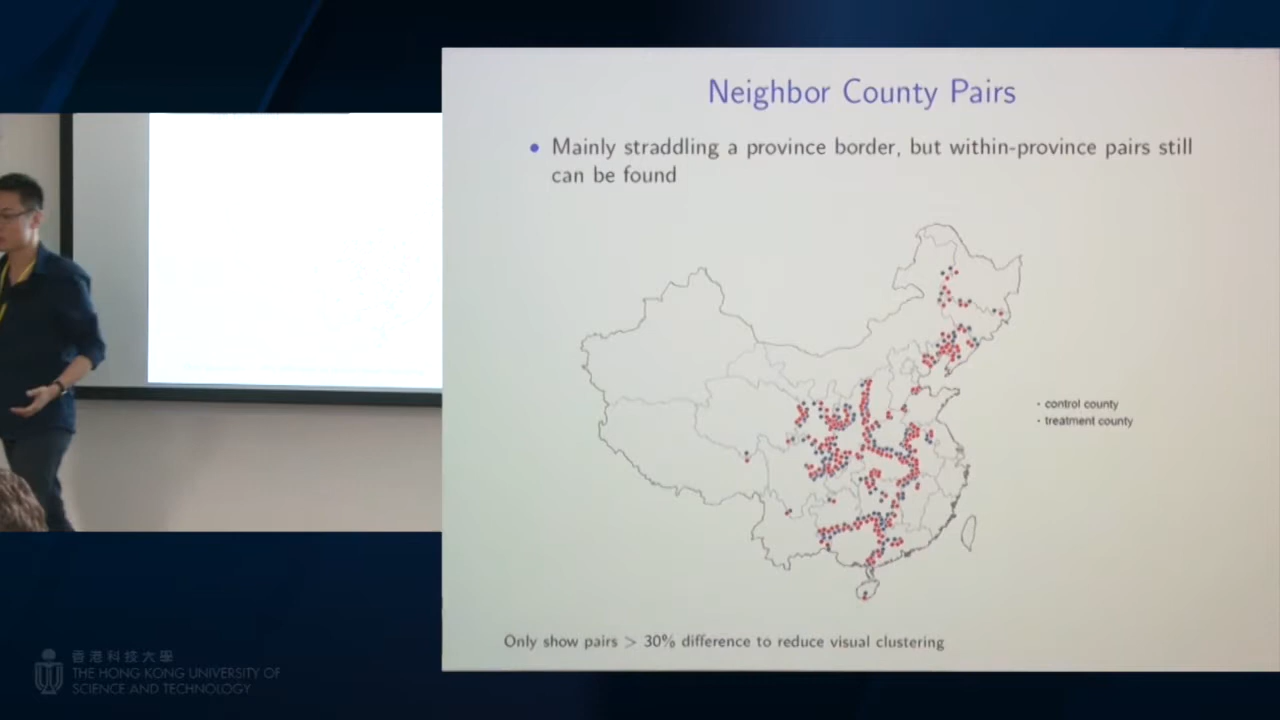 Neighbor County Pairs
• Mainly straddling a province border, but within-province pairs still
can be found
· control county
· treatment county
Only show pairs > 30% difference to reduce visual clustering
香港科技大學
THE HONG KONG UNIVERSITY OF
SCIENCE AND TECHNOLOGY